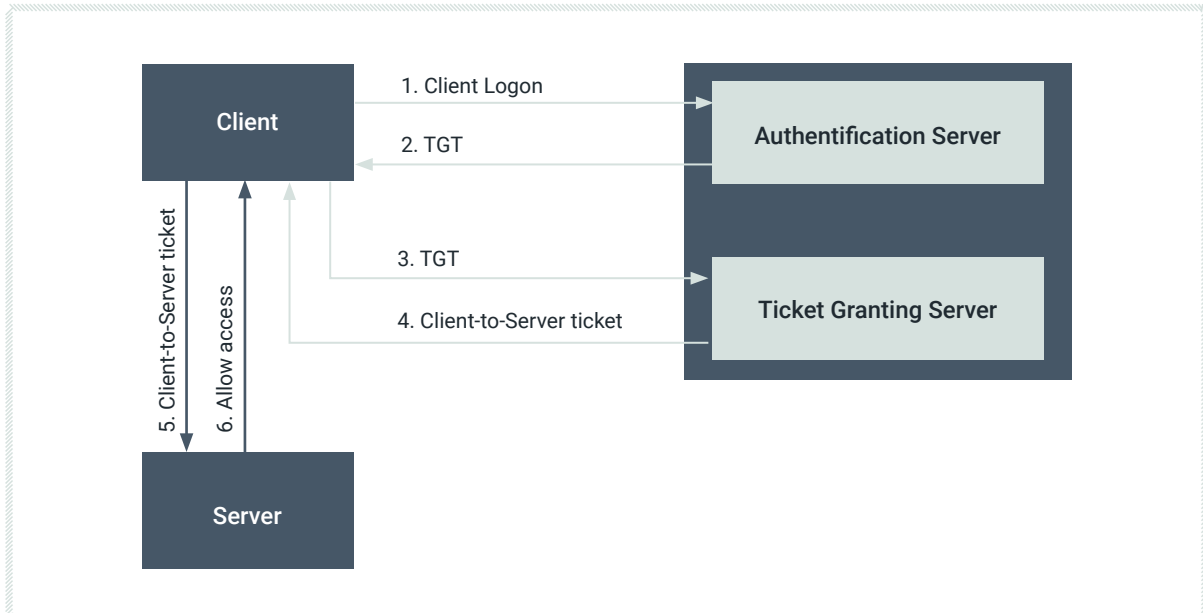 Client
1. Client Logon
Authentification Server
2. TGT
3. TGT
Ticket Granting Server
4. Client-to-Server ticket
5. Client-to-Server ticket
6. Allow access
Server